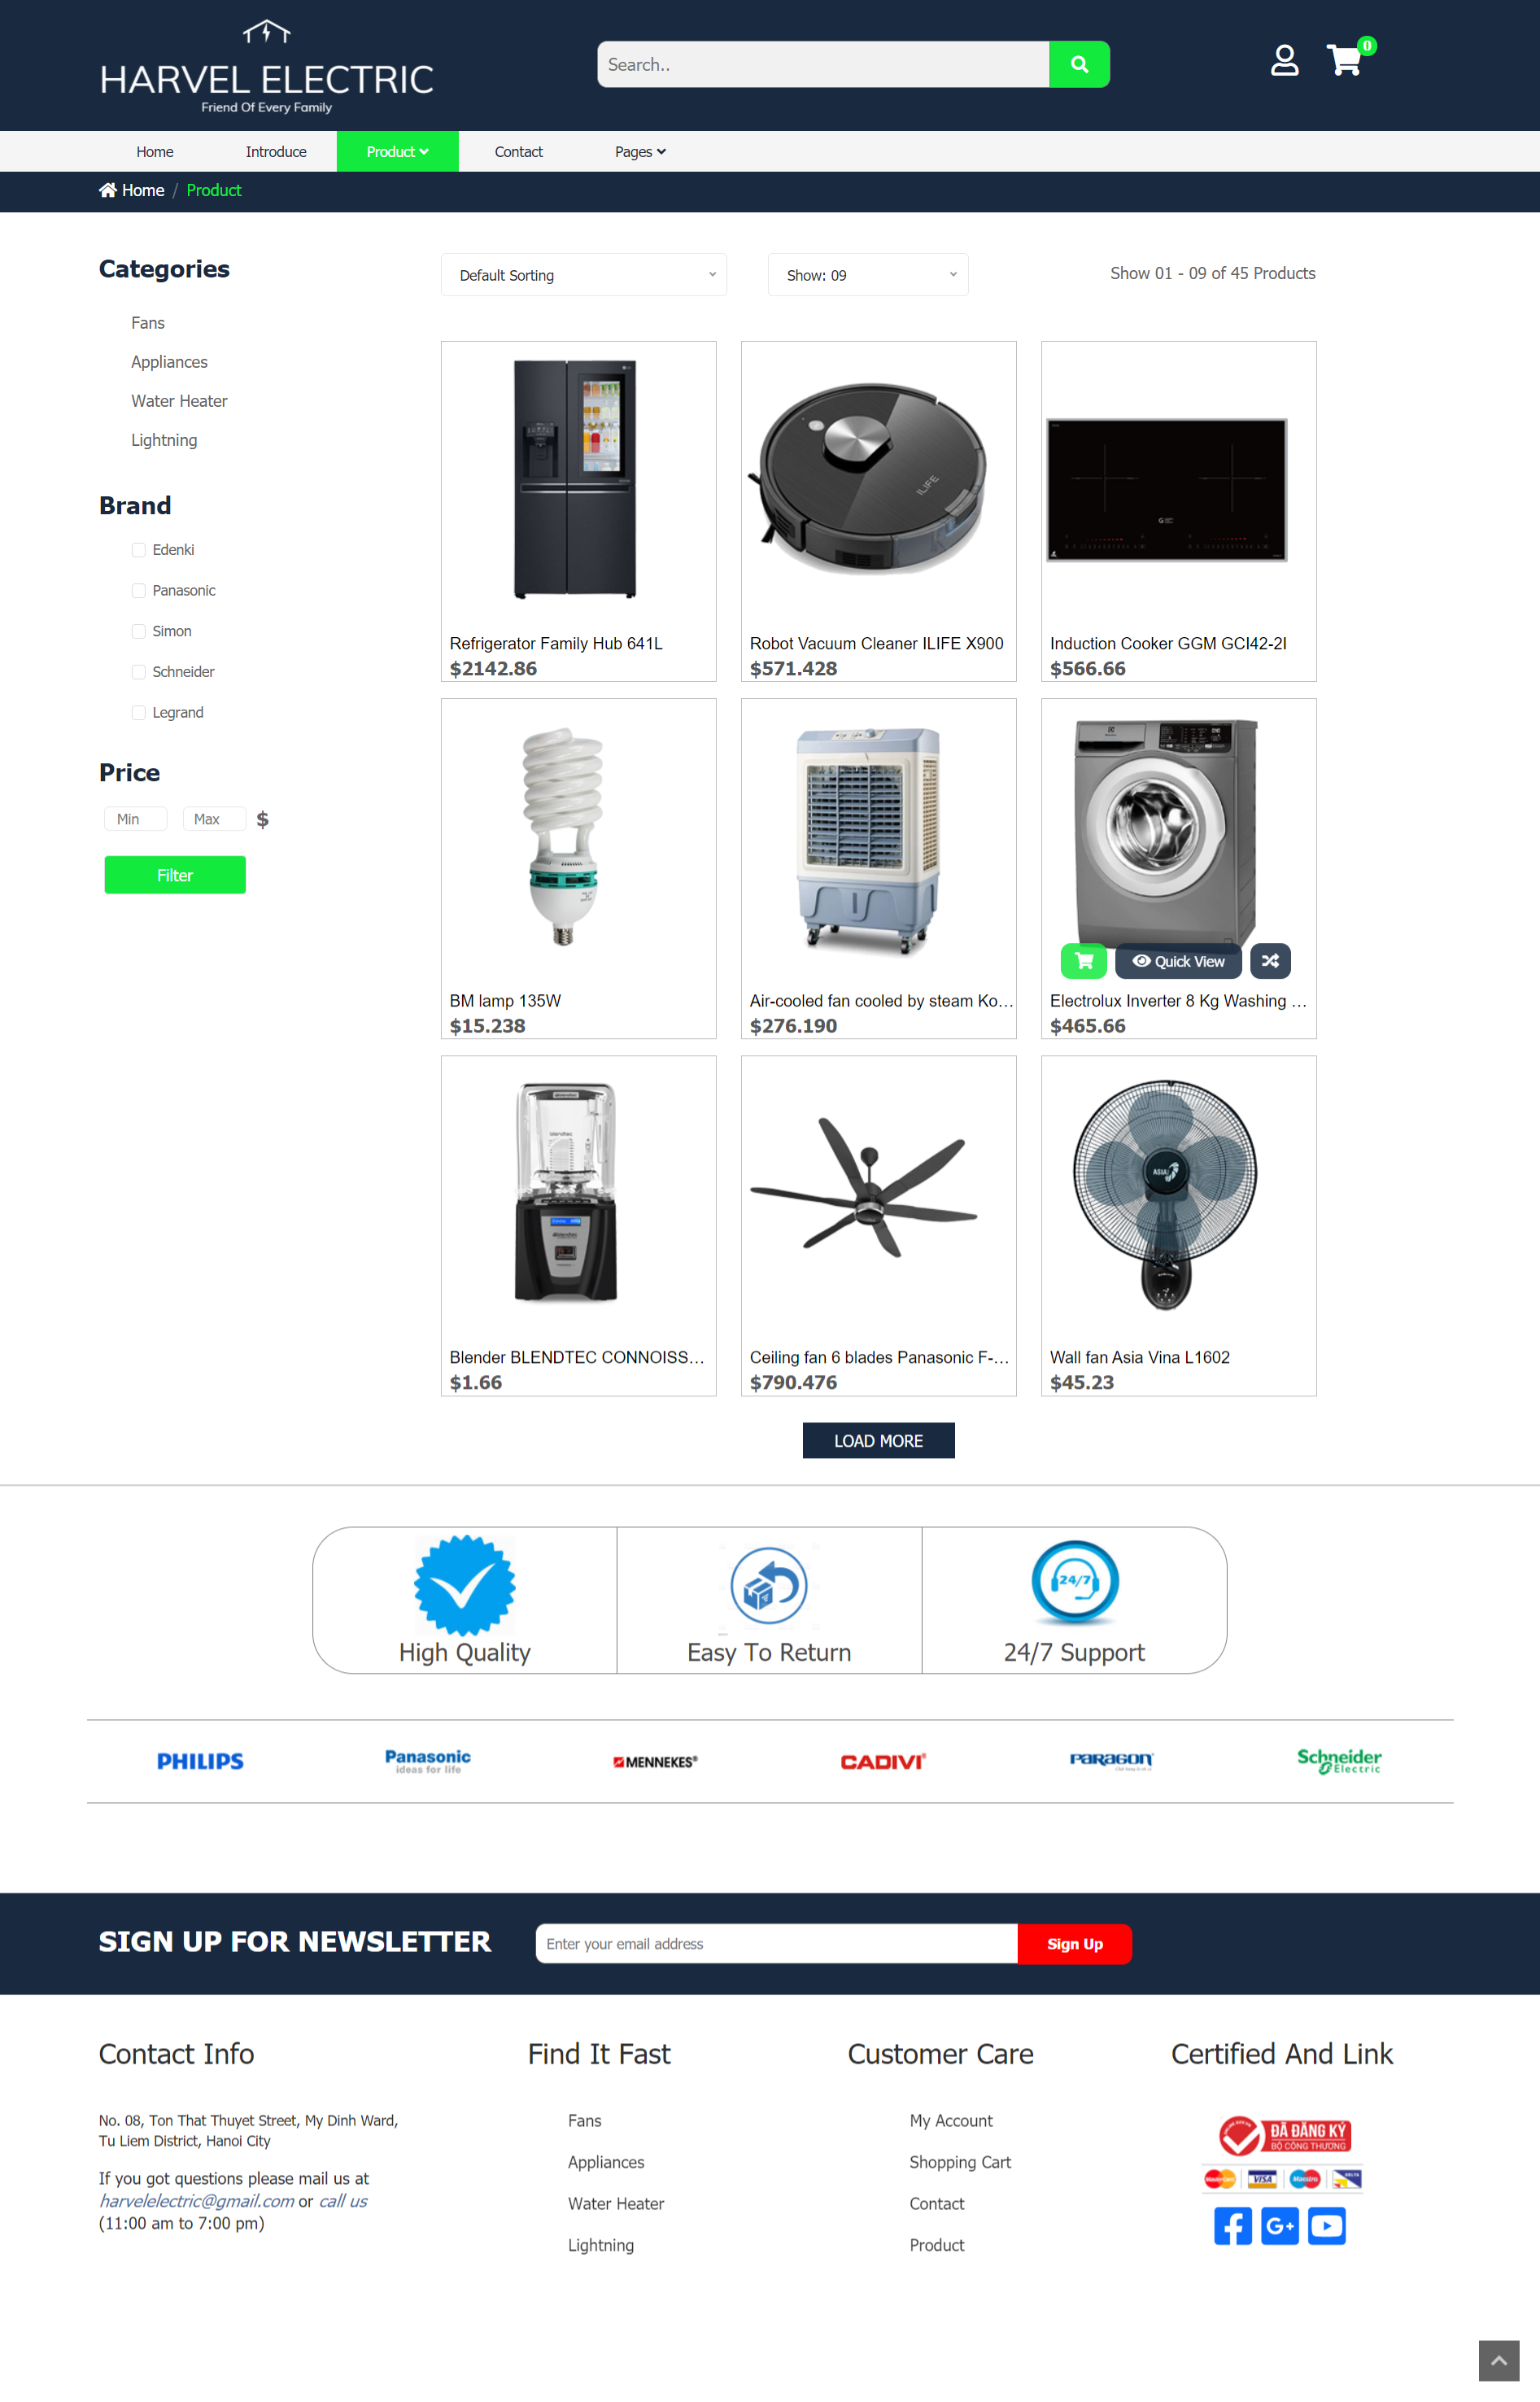 HARVEL ELECTRIC
Friend Of Every Family
Search..
0
Home
Introduce
Product
Contact
Pages
Home / Product
Categories
Fans
Appliances
Water Heater
Lightning
Brand
Edenki
Panasonic
Simon
Schneider
Legrand
Price
Min
Max
$
Filter
Default Sorting
Show: 09
Show 01 - 09 of 45 Products
ILIFE
Refrigerator Family Hub 641L
$2142.86
Robot Vacuum Cleaner ILIFE X900
$571.428
Induction Cooker GGM GCI42-2I
$566.66
Quick View
BM lamp 135W
$15.238
Air-cooled fan cooled by steam Ko...
$276.190
Electrolux Inverter 8 Kg Washing ...
$465.66
blendtec
ASIA
Blender BLENDTEC CONNOISS...
$1.66
Ceiling fan 6 blades Panasonic F-...
$790.476
Wall fan Asia Vina L1602
$45.23
LOAD MORE
24/7
High Quality
Easy To Return
24/7 Support
PHILIPS
Panasonic
ideas for life
MENNEKES®
CADIVI®
PARAGON
Schneider
Electric
SIGN UP FOR NEWSLETTER
Enter your email address
Sign Up
Contact Info
No. 08, Ton That Thuyet Street, My Dinh Ward,
Tu Liem District, Hanoi City
If you got questions please mail us at
harvelelectric@gmail.com or call us
(11:00 am to 7:00 pm)
Find It Fast
Fans
Appliances
Water Heater
Lightning
Customer Care
My Account
Shopping Cart
Contact
Product
Certified And Link
ĐÃ ĐĂNG KÝ
BỘ CÔNG THƯƠNG
MasterCard
VISA
Maestro
DELTA
G+